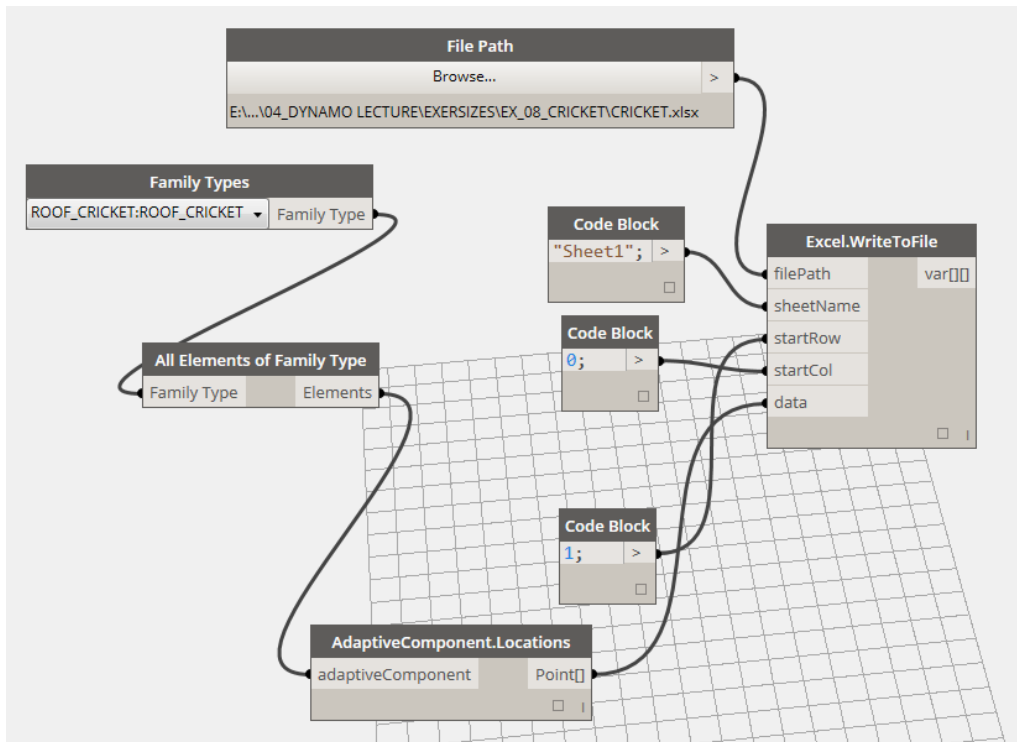 File Path
Browse...
>
E:\...\04_DYNAMO LECTURE\EXERSIZES\EX_08_CRICKET\CRICKET.xlsx
Family Types
ROOF_CRICKET:ROOF_CRICKET
Family Type
Code Block
"Sheet1";
>
Excel.WriteToFile
filePath
var[][]
sheetName
startRow
startCol
data
Code Block
0;
>
All Elements of Family Type
Family Type
Elements
Code Block
1;
>
AdaptiveComponent.Locations
adaptiveComponent
Point[]